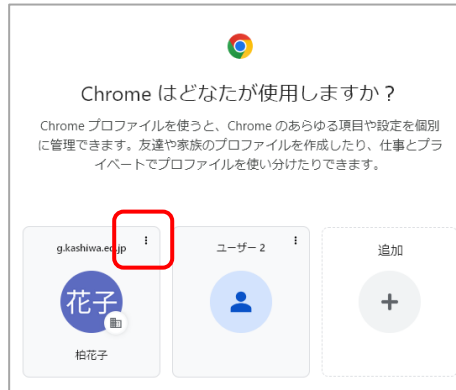 Chrome はどなたが使用しますか？
Chrome プロファイルを使うと、Chrome のあらゆる項目や設定を個別
に管理できます。友達や家族のプロファイルを作成したり、仕事とプラ
イベートでプロファイルを使い分けたりできます。
g.kashiwa.ed.jp
ユーザー 2
追加
花子
柏花子